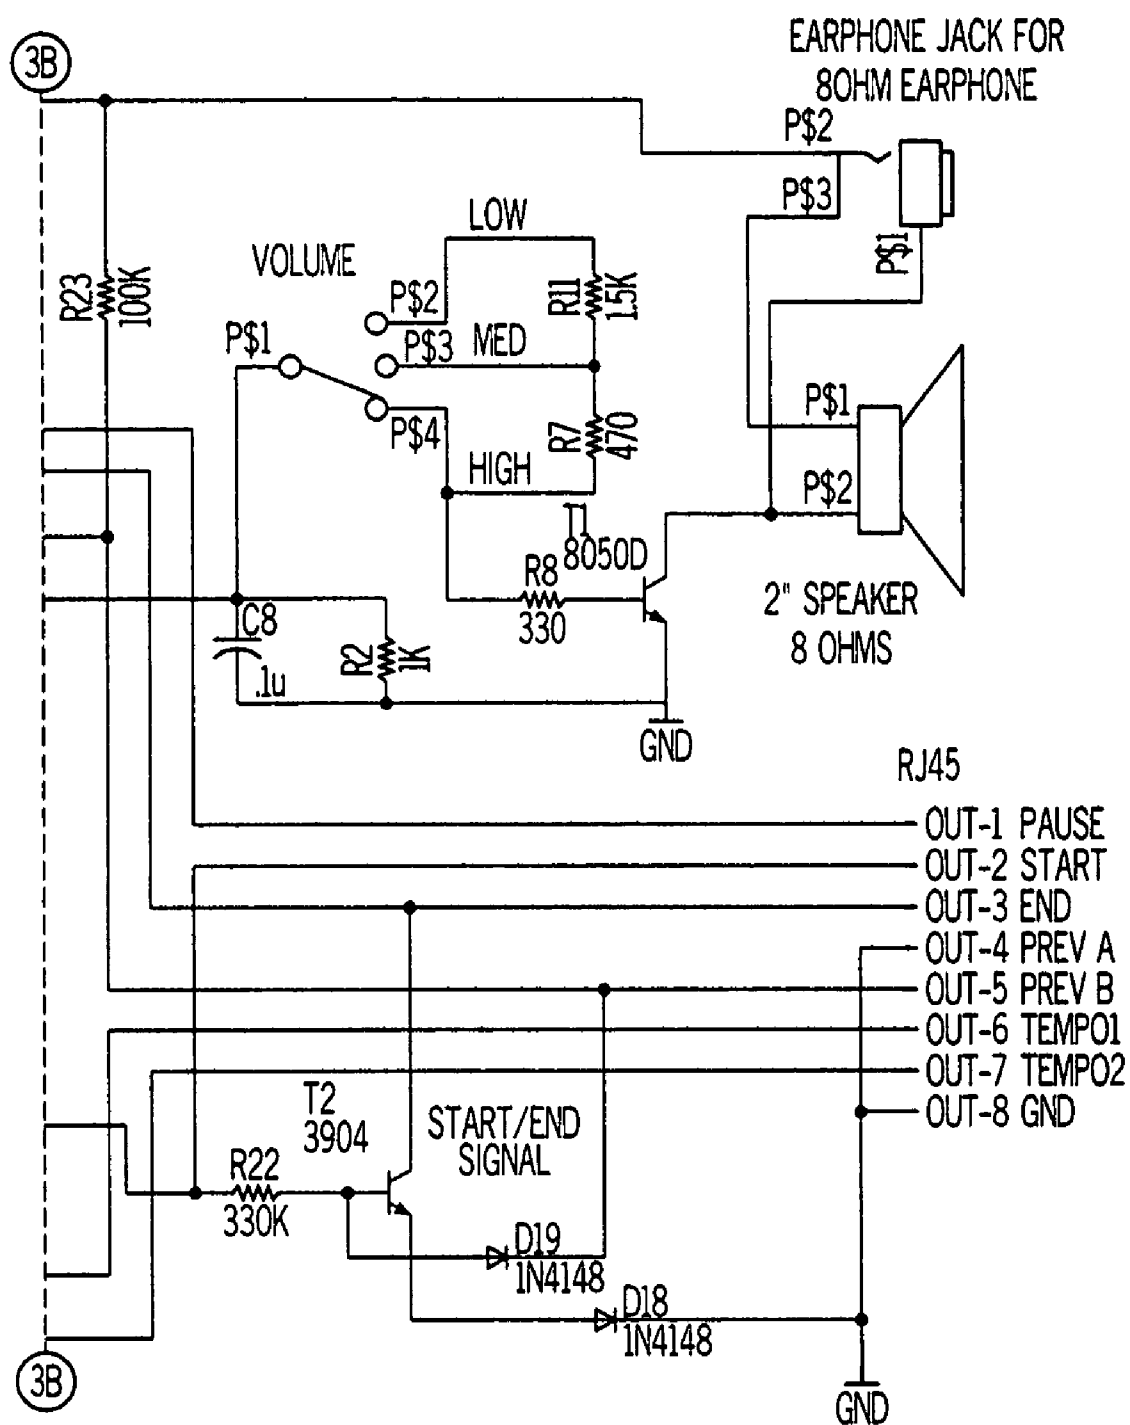 3B
EARPHONE JACK FOR
8OHM EARPHONE
P$2
P$3
P$1
LOW
VOLUME
R23
100K
P$2
R11
1.5K
P$1
P$3 MED
P$4
R7
470
HIGH
P$1
P$2
T1
8050D
R8
330
2" SPEAKER
8 OHMS
C8
.1u
R2
1K
GND
RJ45
OUT-1 PAUSE
OUT-2 START
OUT-3 END
OUT-4 PREV A
OUT-5 PREV B
OUT-6 TEMPO1
OUT-7 TEMPO2
OUT-8 GND
T2
3904
START/END
SIGNAL
R22
330K
D19
1N4148
D18
1N4148
3B
GND